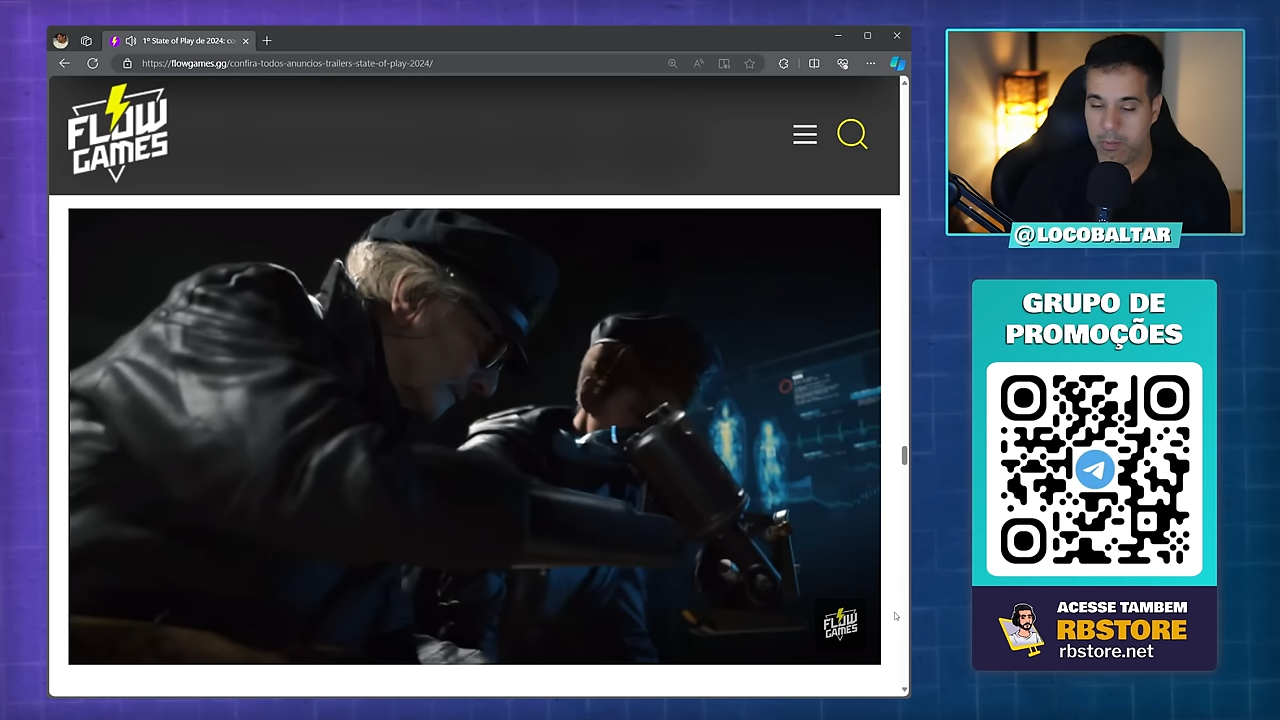 1º State of Play de 2024: co
https://flowgames.gg/confira-todos-anuncios-trailers-state-of-play-2024/
FLOW
GAMES
FLOW
GAMES
@LOCOBALTAR
GRUPO DE
PROMOÇÕES
ACESSE TAMBEM
RBSTORE
rbstore.net